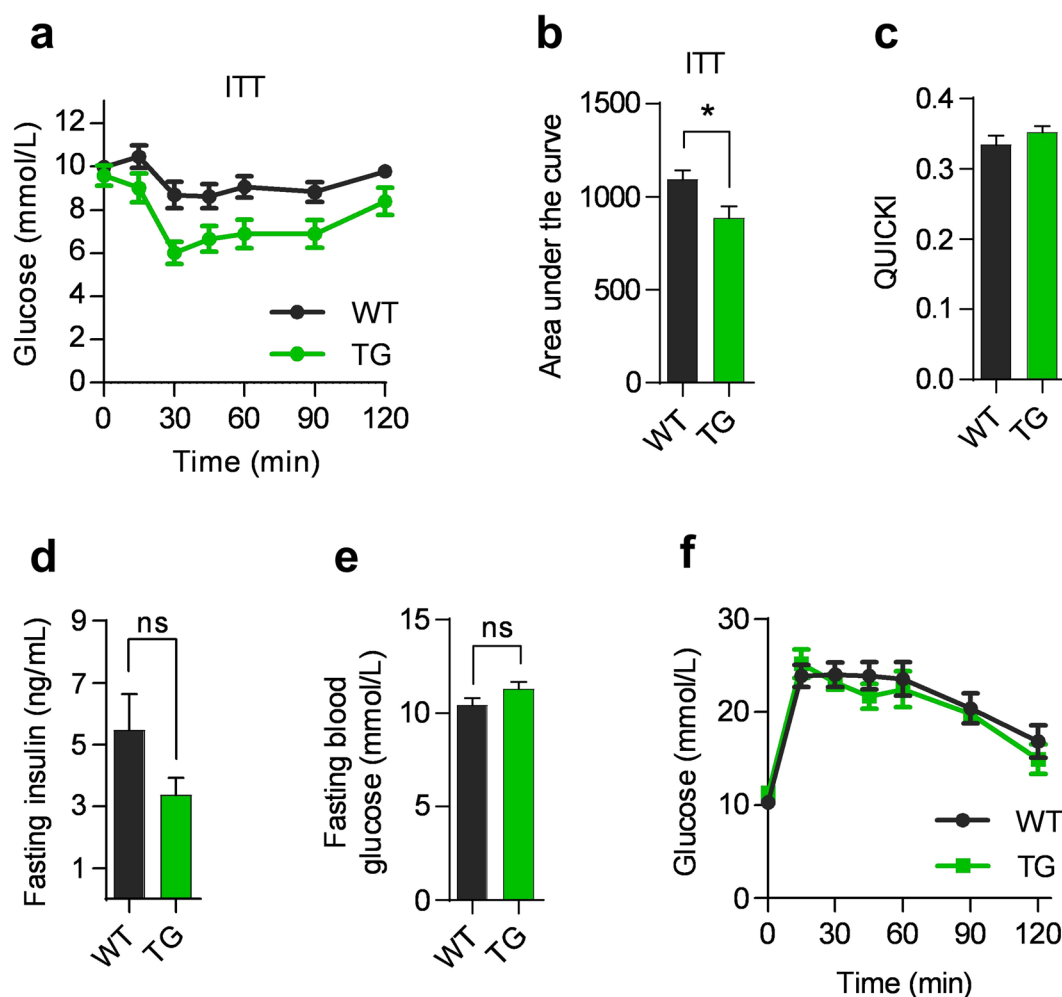 a
ITT
Glucose (mmol/L)
12
10
8
6
4
2
0
WT
TG
0 30 60 90 120
Time (min)
b
ITT
*
Area under the curve
1500
1000
500
0
WT TG
c
QUICKI
0.4
0.3
0.2
0.1
0.0
WT TG
d
ns
Fasting insulin (ng/mL)
9
7
5
3
1
WT TG
e
ns
Fasting blood
glucose (mmol/L)
15
10
5
0
WT TG
f
Glucose (mmol/L)
30
20
10
0
WT
TG
0 30 60 90 120
Time (min)